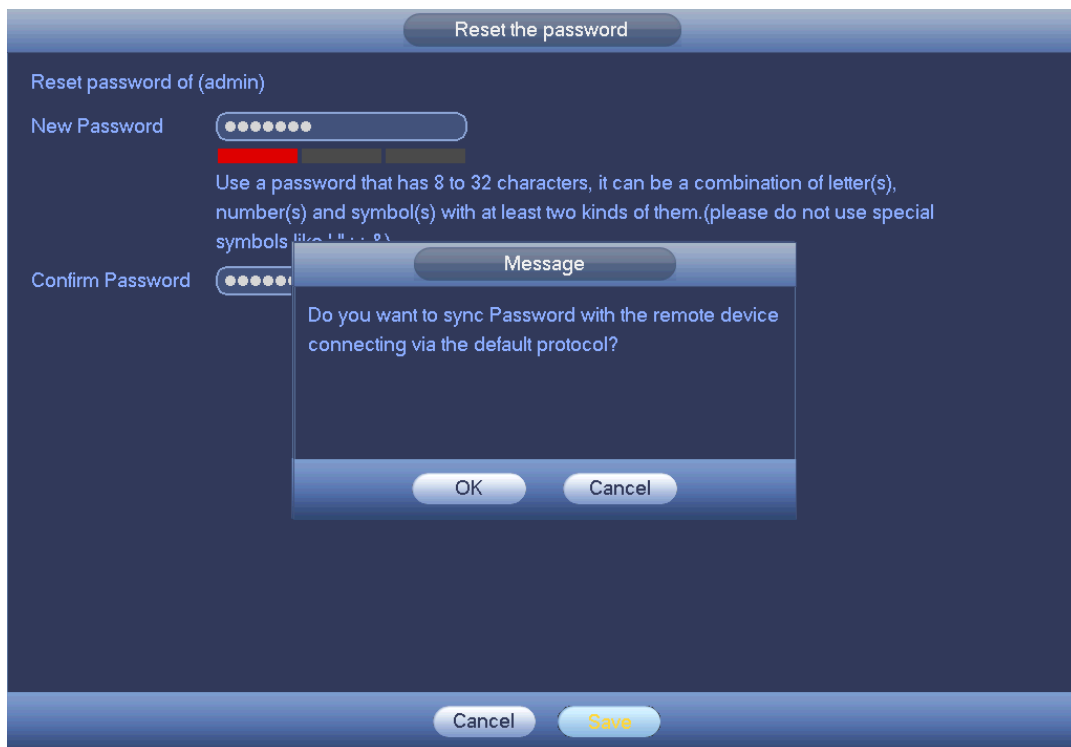 Reset the password
Reset password of (admin)
New Password
Use a password that has 8 to 32 characters, it can be a combination of letter(s),
number(s) and symbol(s) with at least two kinds of them.(please do not use special
symbols
Confirm Password
Message
Do you want to sync Password with the remote device
connecting via the default protocol?
OK Cancel
Cancel Save